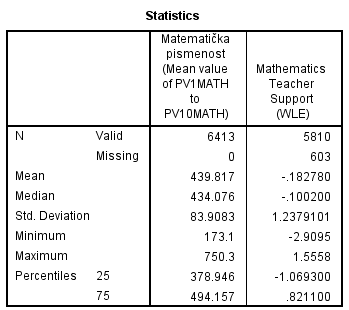 Statistics
Matematička
pismenost
(Mean value
of PV1MATH
to
PV10MATH)
Mathematics
Teacher
Support
(WLE)
N Valid 6413 5810
Missing 0 603
Mean 439.817 -.182780
Median 434.076 -.100200
Std. Deviation 83.9083 1.2379101
Minimum 173.1 -2.9095
Maximum 750.3 1.5558
Percentiles 25 378.946 -1.069300
75 494.157 .821100